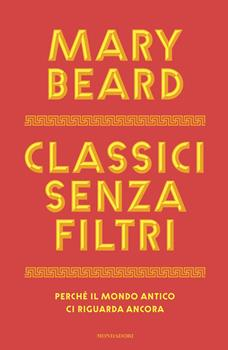 MARY
BEARD
CLASSICI
SENZA
FILTRI
PERCHÉ IL MONDO ANTICO
CI RIGUARDA ANCORA
MONDADORI